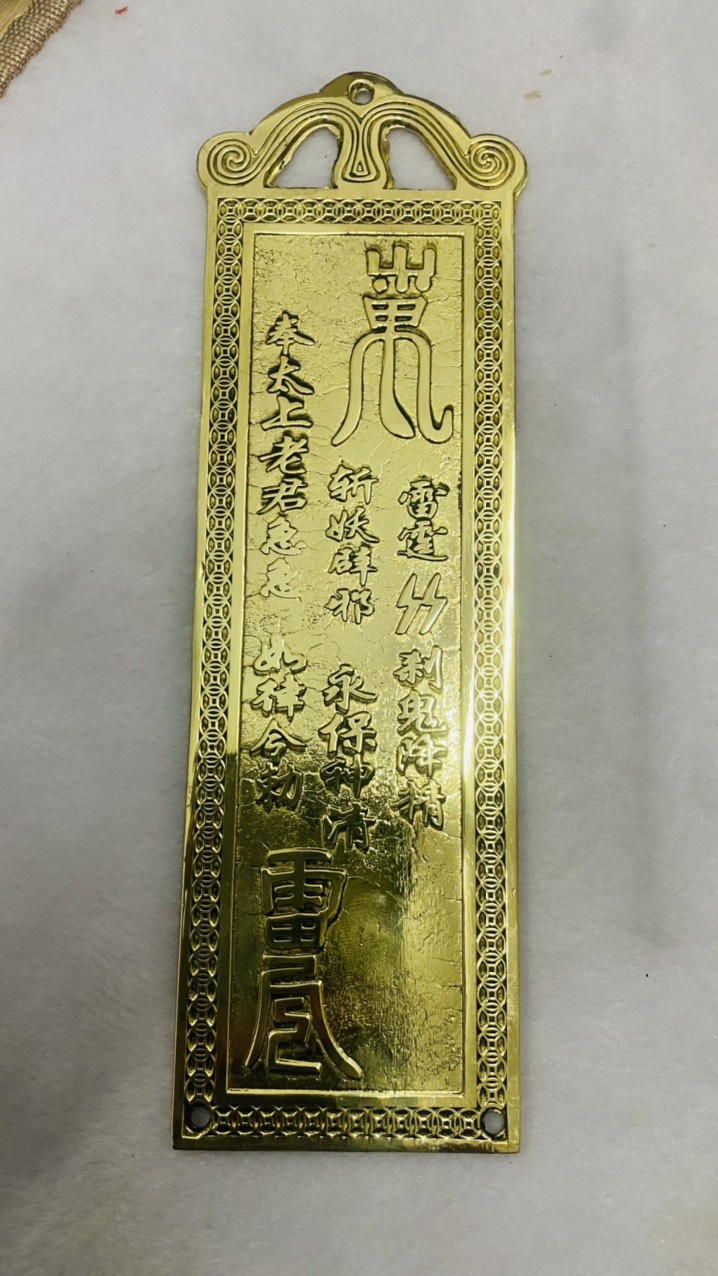 雷霆 刹鬼降精
斩妖辟邪 永保神清
奉太上老君急急 如律令勅